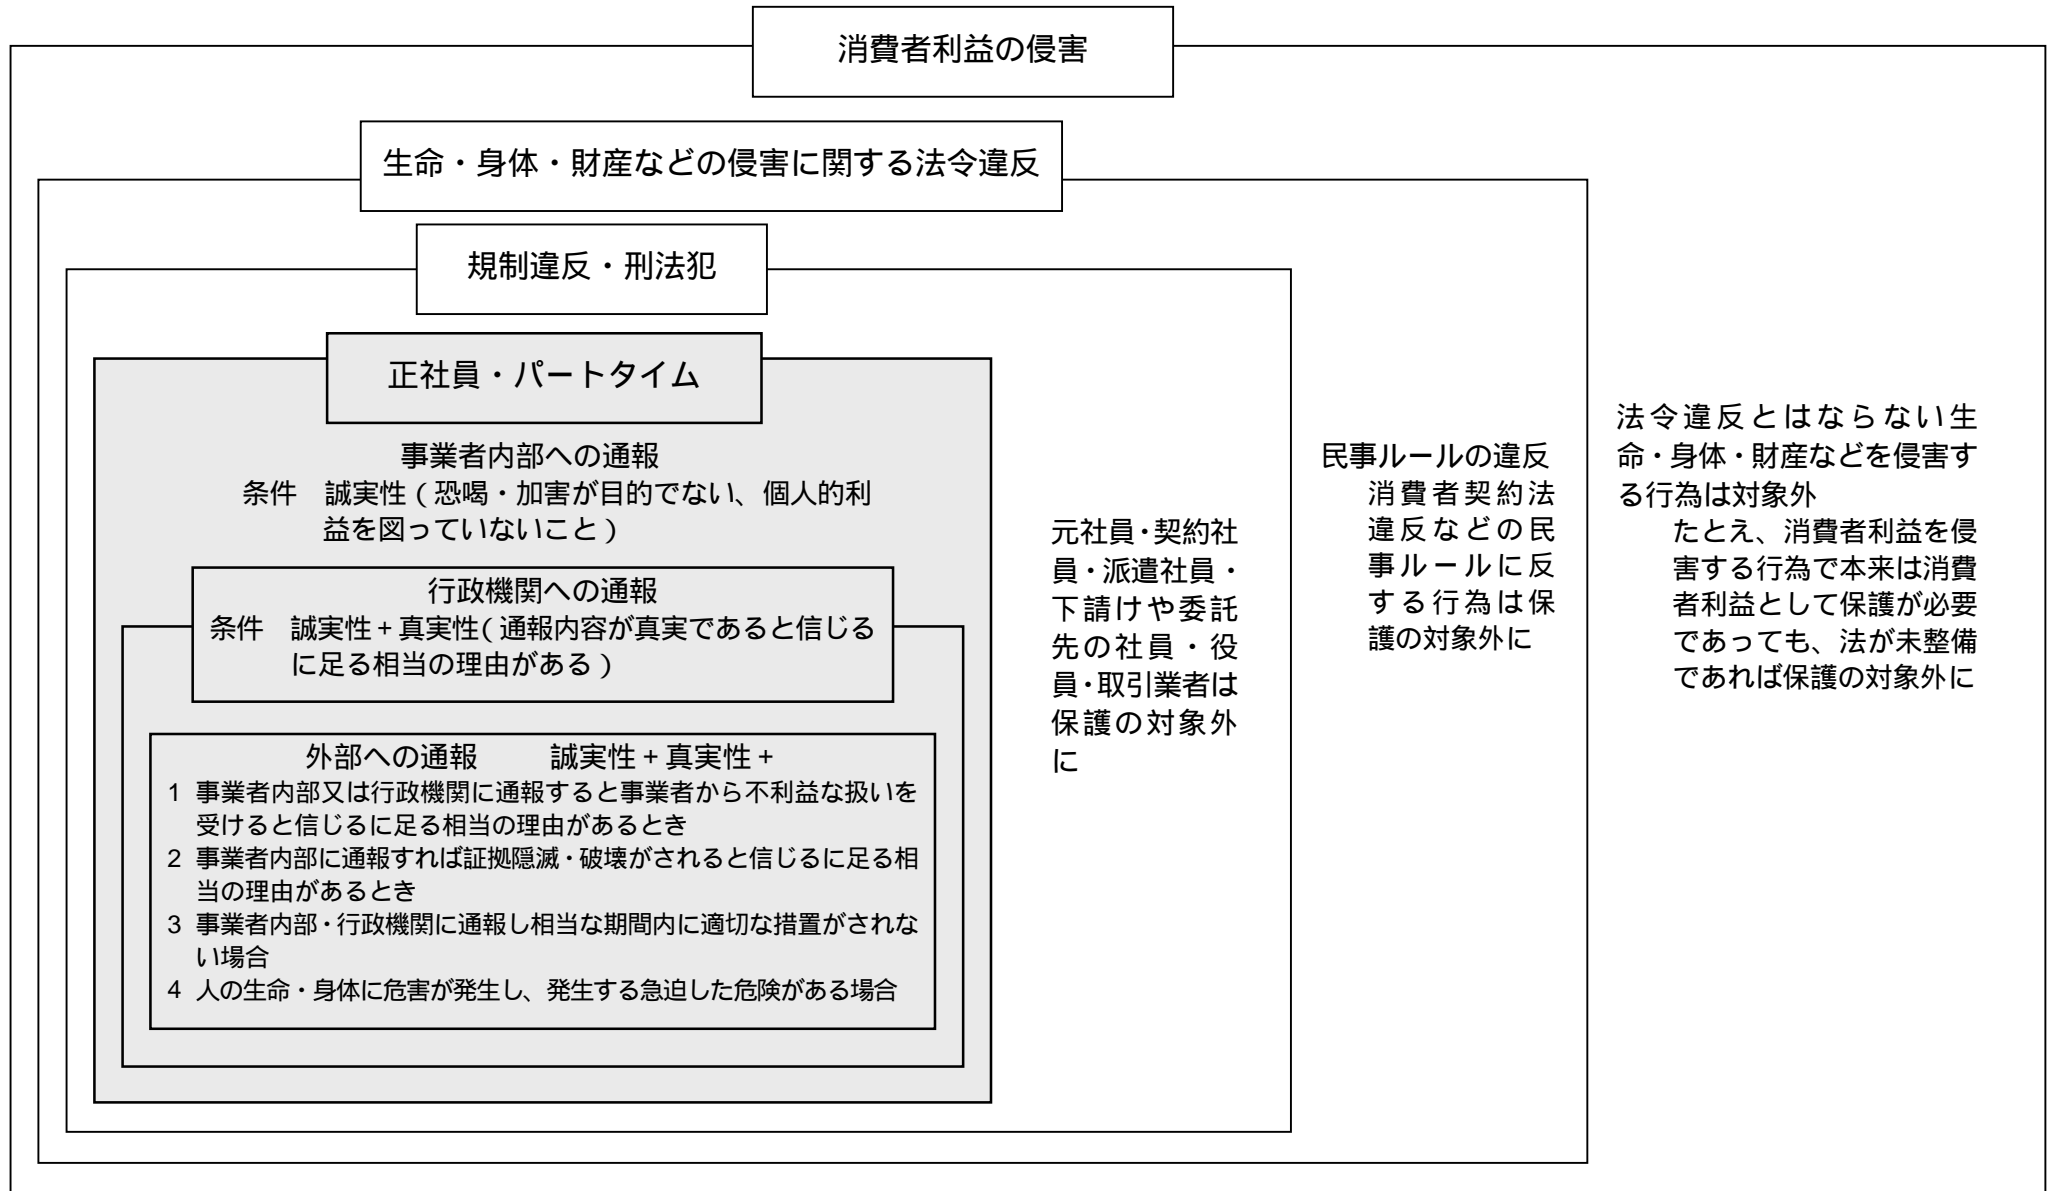 消費者利益の侵害
生命・身体・財産などの侵害に関する法令違反
規制違反・刑法犯
正社員・パートタイム
事業者内部への通報
条件　誠実性（恐喝・加害が目的でない、個人的利
益を図っていないこと）
行政機関への通報
条件　誠実性＋真実性（通報内容が真実であると信じる
に足る相当の理由がある）
外部への通報　　誠実性＋真実性＋
1 事業者内部又は行政機関に通報すると事業者から不利益な扱いを
受けると信じるに足る相当の理由があるとき
2 事業者内部に通報すれば証拠隠滅・破壊がされると信じるに足る相
当の理由があるとき
3 事業者内部・行政機関に通報し相当な期間内に適切な措置がされな
い場合
4 人の生命・身体に危害が発生し、発生する急迫した危険がある場合
元社員・契約社
員・派遣社員・
下請けや委託
先の社員・役
員・取引業者は
保護の対象外
に
民事ルールの違反
消費者契約法
違反などの民
事ルールに反
する行為は保
護の対象外に
法令違反とはならない生
命・身体・財産などを侵害す
る行為は対象外
たとえ、消費者利益を侵
害する行為で本来は消費
者利益として保護が必要
であっても、法が未整備
であれば保護の対象外に